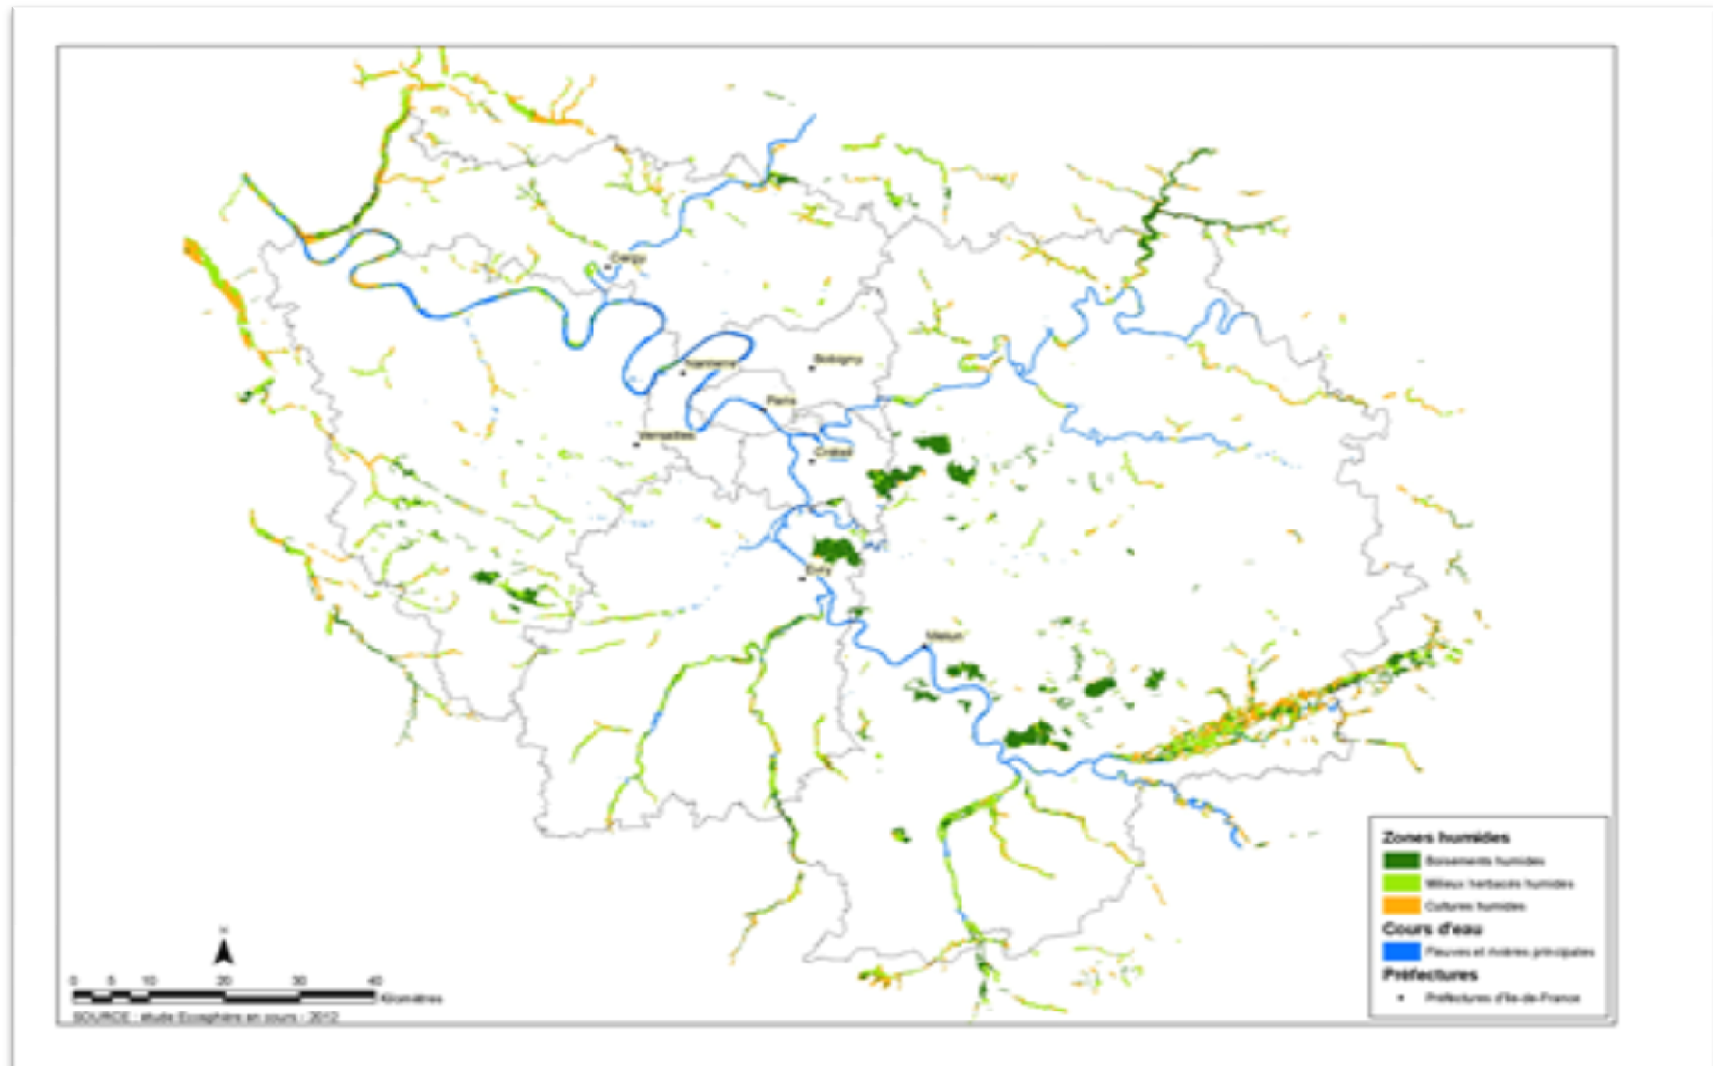 Cergy
Nanterre
Bobigny
Paris
Versailles
Créteil
Evry
Melun
Zones humides
Boisements humides
Milieux herbacés humides
Cultures humides
Cours d'eau
Fleuves et rivières principales
Préfectures
Préfectures d'Ile-de-France
N
0 5 10 20 30 40
Kilomètres
SOURCE : étude Ecosphère en cours - 2012